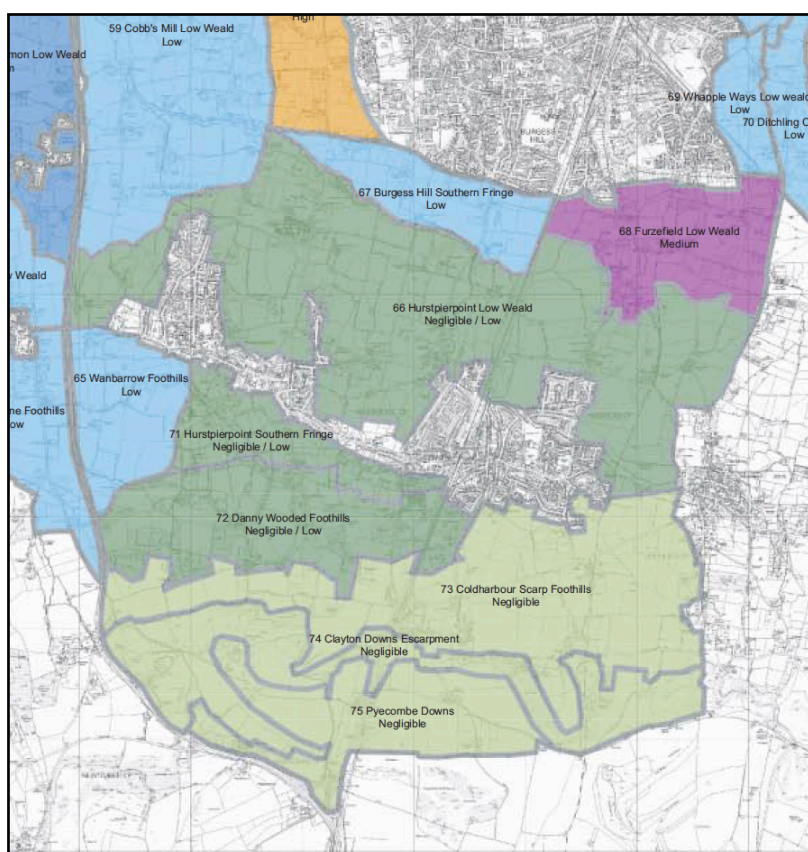 High
59 Cobb's Mill Low Weald
Low
mon Low Weald
m
69 Whapple Ways Low weald
Low
70 Ditchling C
Low
BURGESS
HILL
67 Burgess Hill Southern Fringe
Low
68 Furzefield Low Weald
Medium
w Weald
66 Hurstpierpoint Low Weald
Negligible / Low
65 Wanbarrow Foothills
Low
ne Foothills
ow
71 Hurstpierpoint Southern Fringe
Negligible / Low
72 Danny Wooded Foothills
Negligible / Low
73 Coldharbour Scarp Foothills
Negligible
74 Clayton Downs Escarpment
Negligible
75 Pyecombe Downs
Negligible